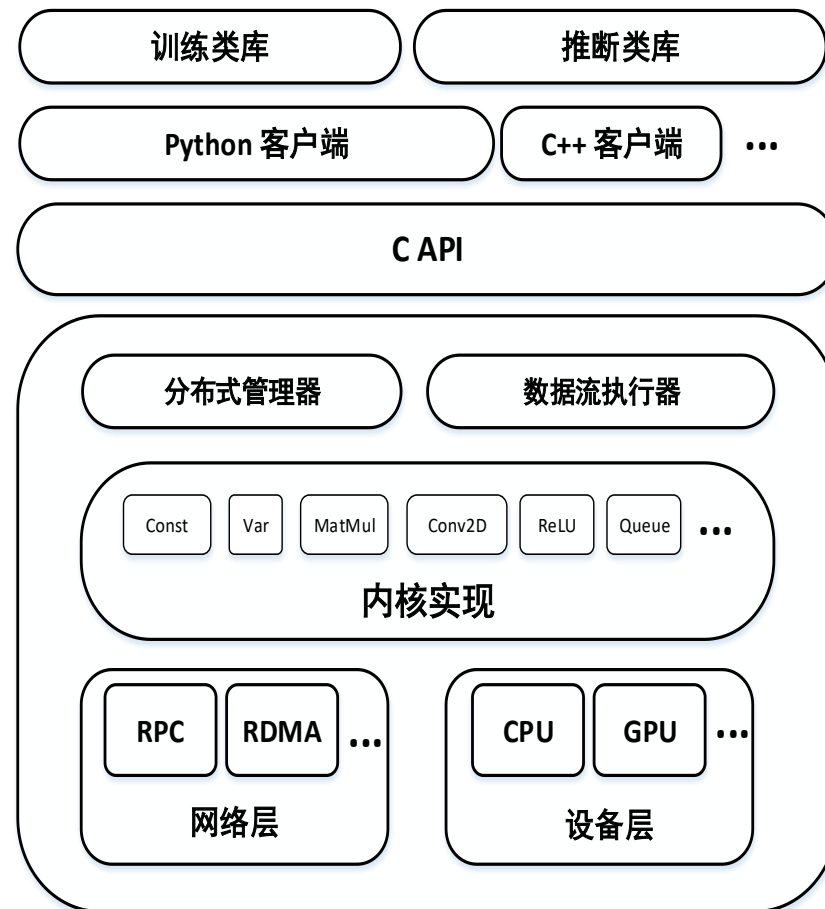 训练类库 推断类库
Python 客户端 C++ 客户端 ...
C API
分布式管理器 数据流执行器
Const Var MatMul Conv2D ReLU Queue ...
内核实现
RPC RDMA ... CPU GPU ...
网络层 设备层